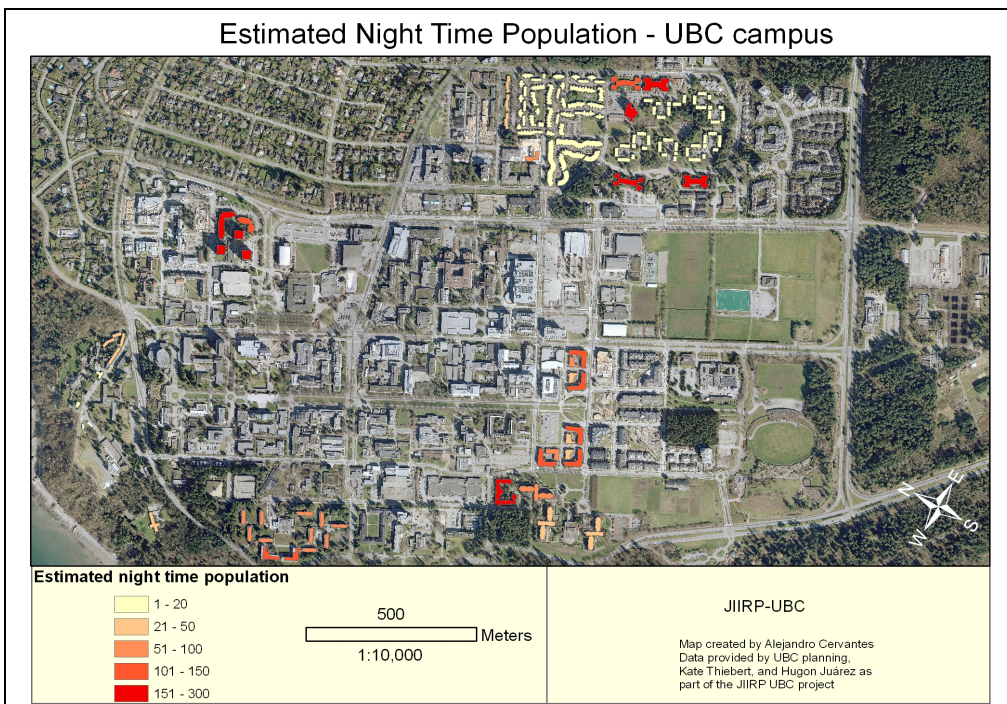 Estimated Night Time Population - UBC campus
N
E
W
S
Estimated night time population
1 - 20
21 - 50
51 - 100
101 - 150
151 - 300
500
Meters
1:10,000
JIIRP-UBC
Map created by Alejandro Cervantes
Data provided by UBC planning,
Kate Thiebert, and Hugon Juárez as
part of the JIIRP UBC project